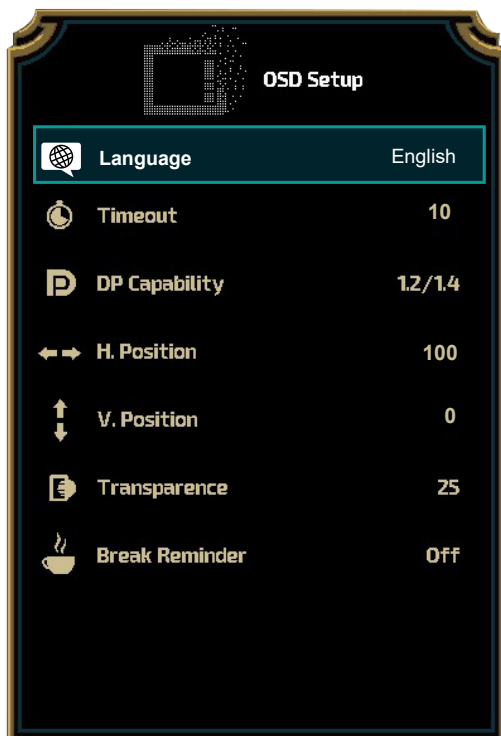 OSD Setup
Language English
Timeout 10
DP Capability 1.2/1.4
H. Position 100
V. Position 0
Transparence 25
Break Reminder Off